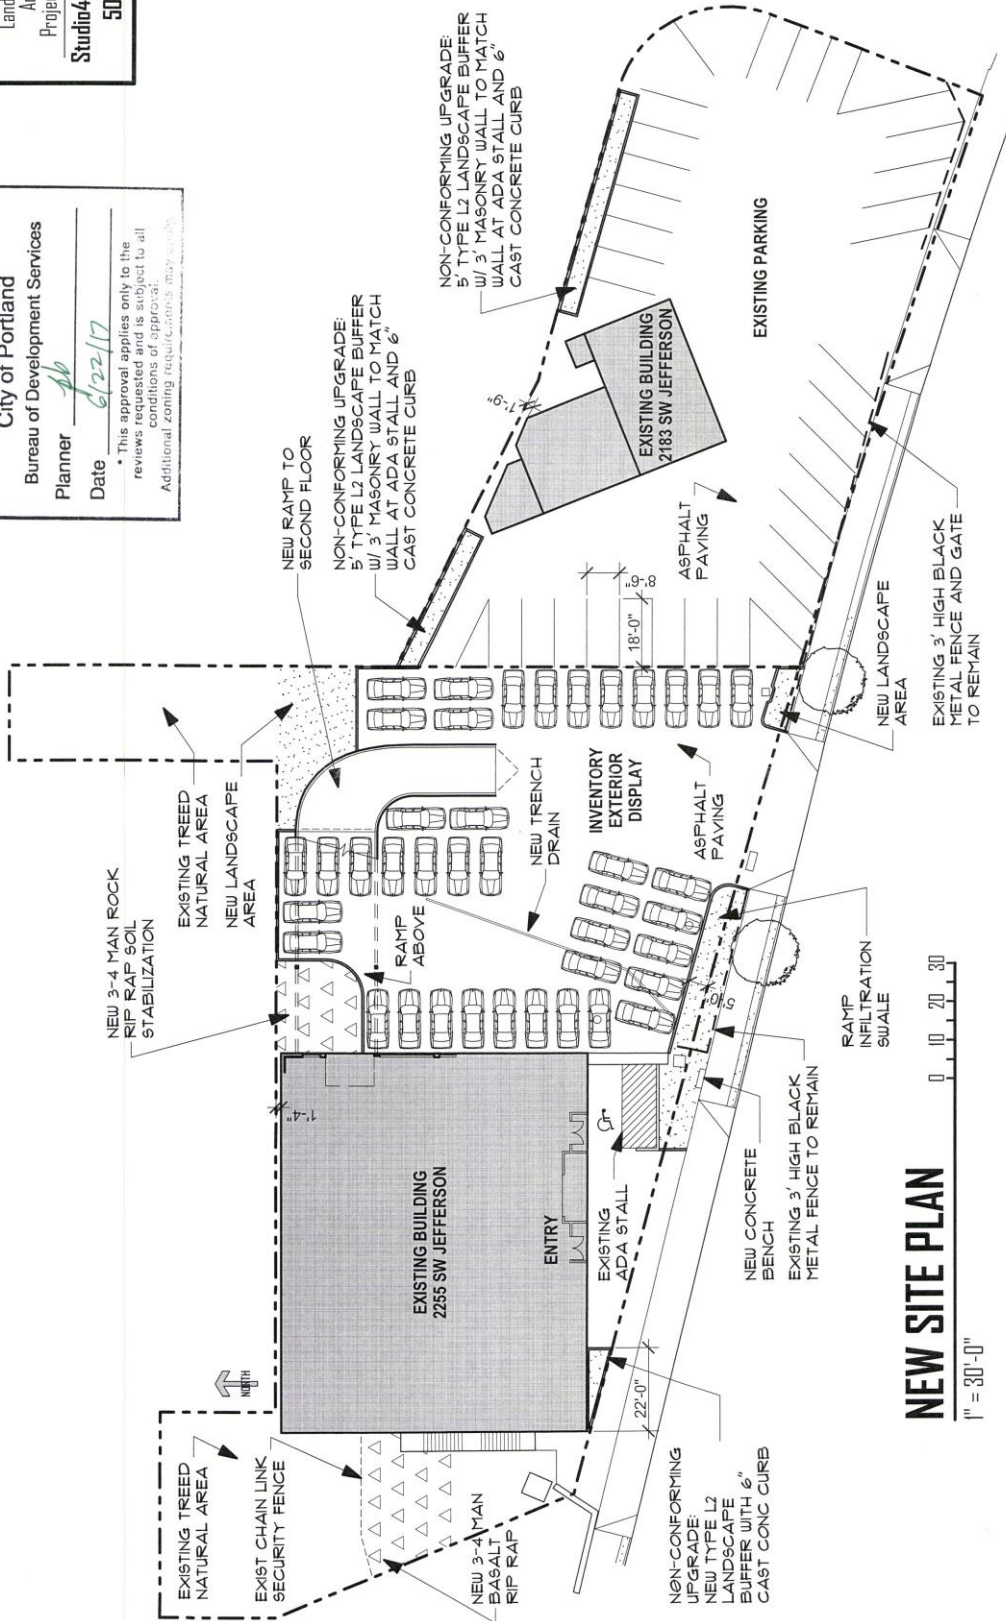 Land
Ar
Projec
Studio4
50
City of Portland
Bureau of Development Services
Planner
Date 6/22/17
* This approval applies only to the
reviews requested and is subject to all
conditions of approval.
Additional zoning requirements may apply.
NON-CONFORMING UPGRADE:
5' TYPE L2 LANDSCAPE BUFFER
W/ 3' MASONRY WALL TO MATCH
WALL AT ADA STALL AND 6"
CAST CONCRETE CURB
NON-CONFORMING UPGRADE:
5' TYPE L2 LANDSCAPE BUFFER
W/ 3' MASONRY WALL TO MATCH
WALL AT ADA STALL AND 6"
CAST CONCRETE CURB
NEW RAMP TO
SECOND FLOOR
NEW 3-4 MAN ROCK
RIP RAP SOIL
STABILIZATION
EXISTING TREED
NATURAL AREA
NEW LANDSCAPE
AREA
NORTH
EXISTING TREED
NATURAL AREA
EXIST CHAIN LINK
SECURITY FENCE
NEW 3-4 MAN
BASALT
RIP RAP
1'-4"
EXISTING BUILDING
2255 SW JEFFERSON
ENTRY
RAMP
ABOVE
NEW TRENCH
DRAIN
INVENTORY
EXTERIOR
DISPLAY
18'-0"
8'-6"
1'-9"
EXISTING BUILDING
2183 SW JEFFERSON
EXISTING PARKING
ASPHALT
PAVING
ASPHALT
PAVING
EXISTING
ADA STALL
22'-0"
NON-CONFORMING
UPGRADE:
NEW TYPE L2
LANDSCAPE
BUFFER WITH 6"
CAST CONC CURB
NEW CONCRETE
BENCH
EXISTING 3' HIGH BLACK
METAL FENCE TO REMAIN
RAMP
INFILTRATION
SWALE
NEW LANDSCAPE
AREA
EXISTING 3' HIGH BLACK
METAL FENCE AND GATE
TO REMAIN
0 10 20 30
NEW SITE PLAN
1" = 30'-0"